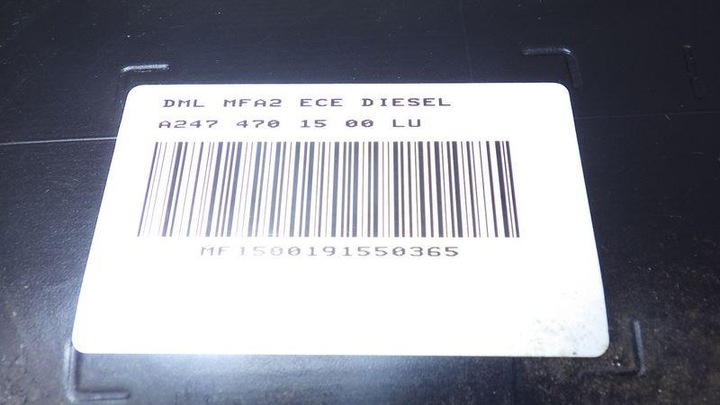 DML MFA2 ECE DIESEL
A247 470 15 00 LU
MF1500191550365